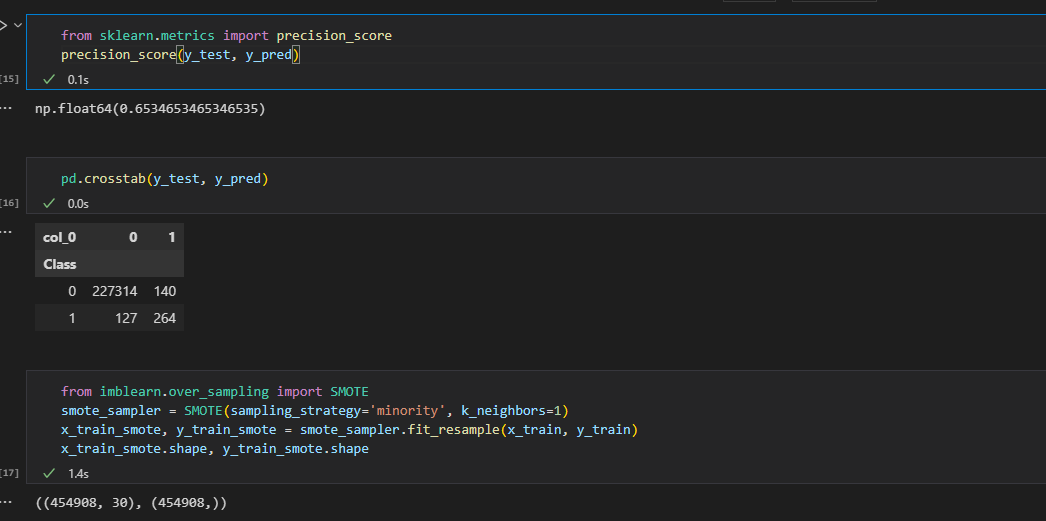 from sklearn.metrics import precision_score
precision_score(y_test, y_pred)
[15]
0.1s
... np.float64(0.6534653465346535)
pd.crosstab(y_test, y_pred)
[16]
0.0s
...
col_0 0 1
Class
0 227314 140
1 127 264
from imblearn.over_sampling import SMOTE
smote_sampler = SMOTE(sampling_strategy='minority', k_neighbors=1)
x_train_smote, y_train_smote = smote_sampler.fit_resample(x_train, y_train)
x_train_smote.shape, y_train_smote.shape
[17]
1.4s
... ((454908, 30), (454908,))